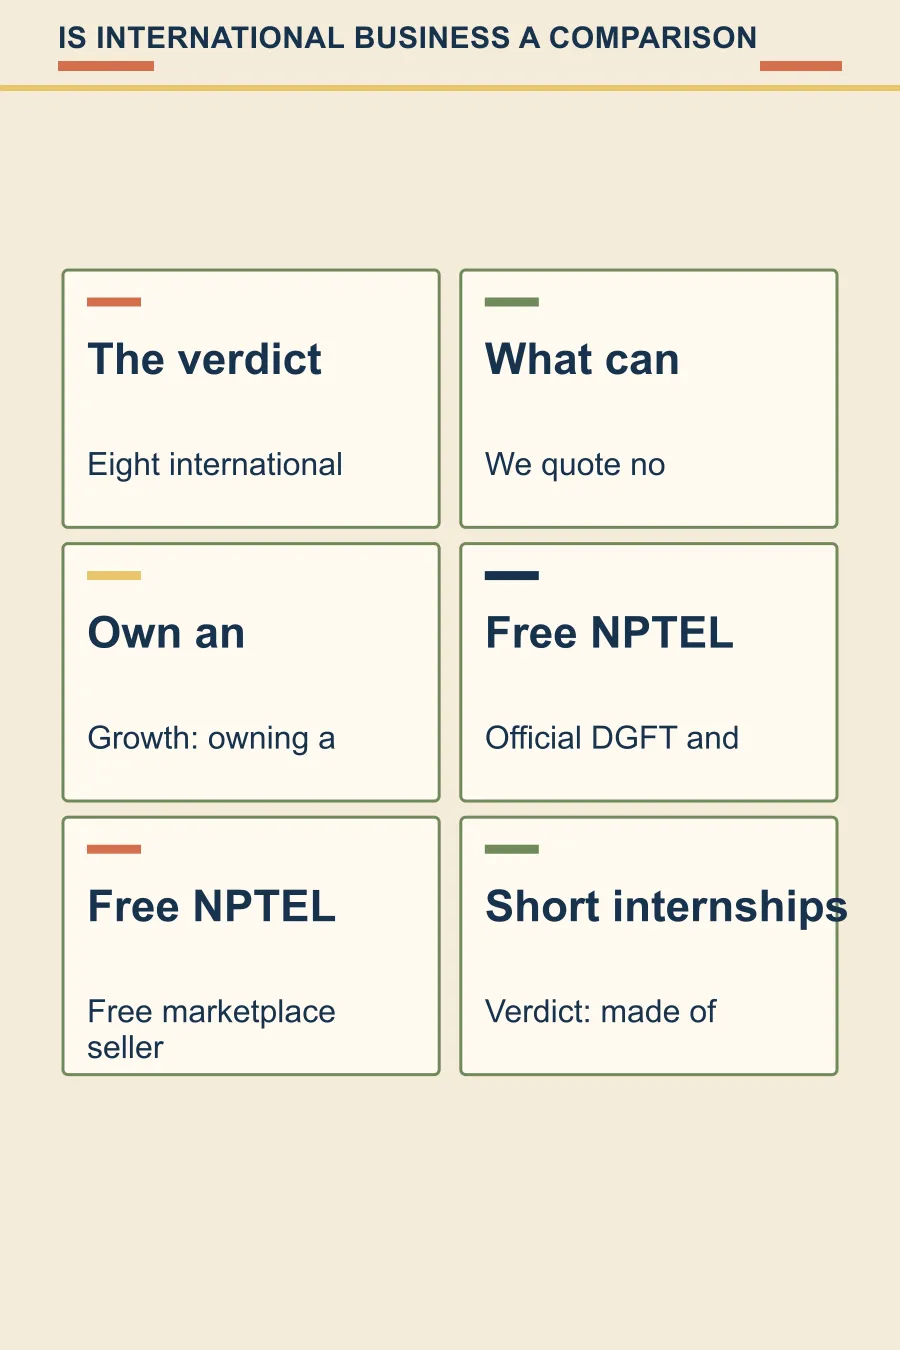 IS INTERNATIONAL BUSINESS A COMPARISON
The verdict
Eight international
What can
We quote no
Own an
Growth: owning a
Free NPTEL
Official DGFT and
Free NPTEL
Free marketplace
seller
Short internships
Verdict: made of